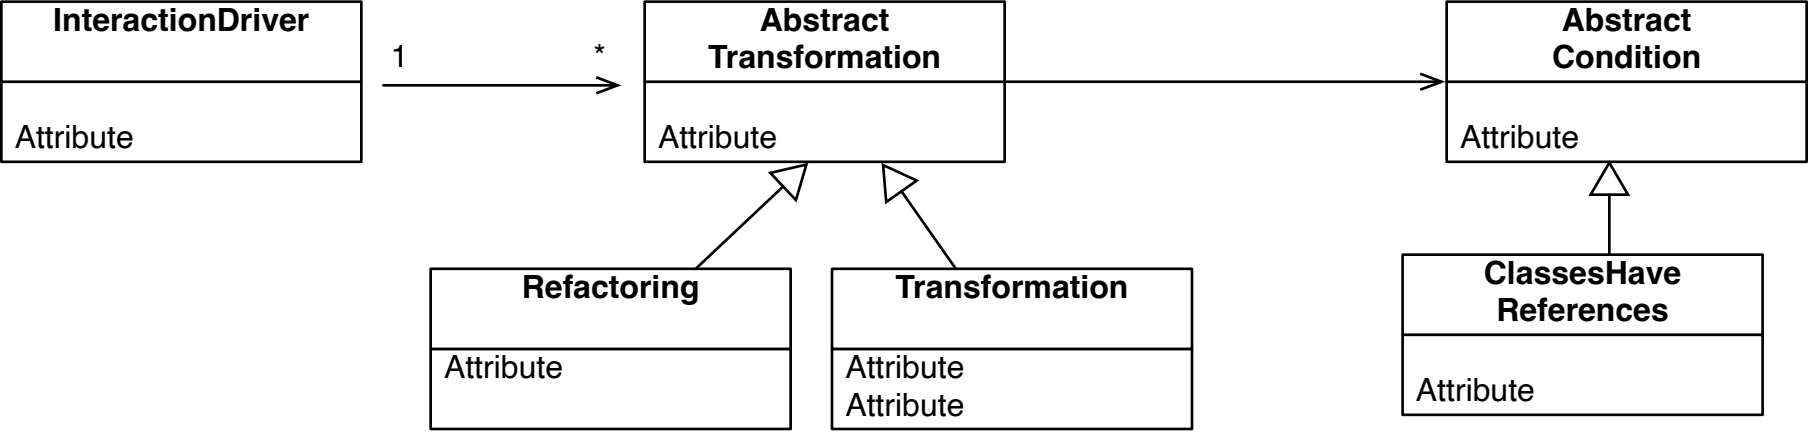 InteractionDriver
Attribute
1
*
Abstract
Transformation
Attribute
Abstract
Condition
Attribute
Refactoring
Attribute
Transformation
Attribute
Attribute
ClassesHave
References
Attribute